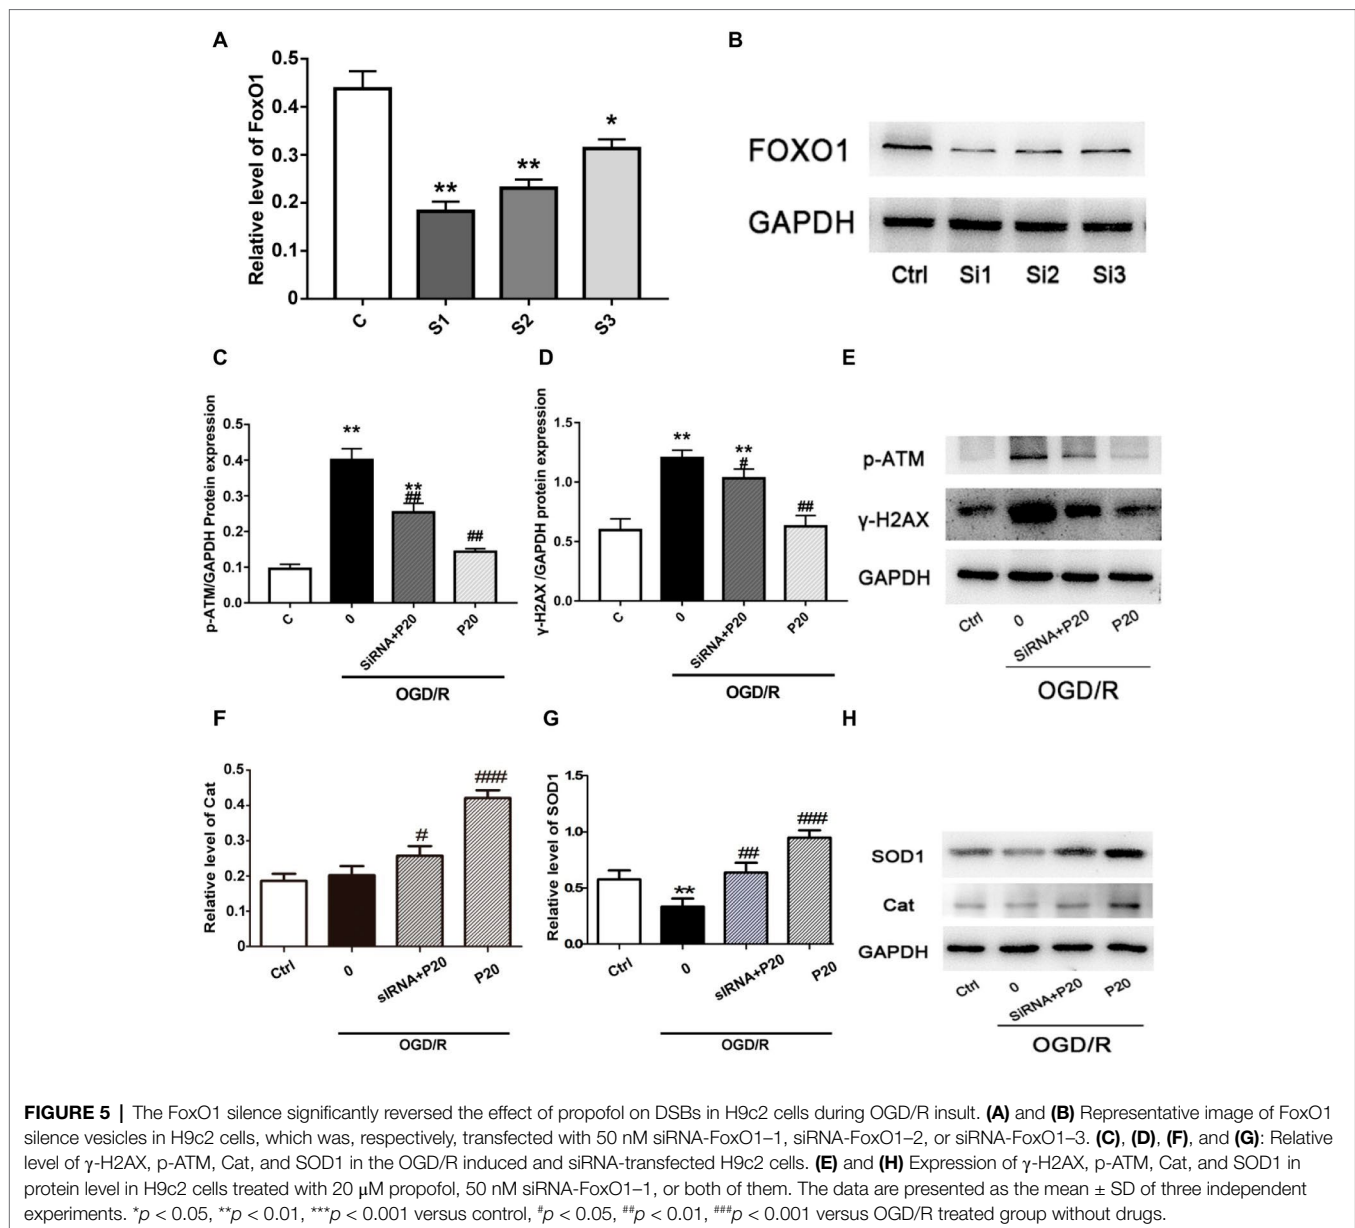 A
Relative level of FoxO1
0.5
0.4
0.3
0.2
0.1
0
**
**
*
C
S1
S2
S3
B
FOXO1
GAPDH
Ctrl Si1 Si2 Si3
C
p-ATM/GAPDH Protein expression
0.5
0.4
0.3
0.2
0.1
0.0
**
**
##
##
C
0
SiRNA+P20
P20
OGD/R
D
γ-H2AX /GAPDH protein expression
1.5
1.0
0.5
0.0
**
**
#
##
C
0
SiRNA+P20
P20
OGD/R
E
p-ATM
γ-H2AX
GAPDH
Ctrl
0
SiRNA+P20
P20
OGD/R
F
Relative level of Cat
0.5
0.4
0.3
0.2
0.1
0
#
###
Ctrl
0
siRNA+P20
P20
OGD/R
G
Relative level of SOD1
1.5
1.0
0.5
0.0
**
##
###
Ctrl
0
siRNA+P20
P20
OGD/R
H
SOD1
Cat
GAPDH
Ctrl
0
SiRNA+P20
P20
OGD/R
FIGURE 5 | The FoxO1 silence significantly reversed the effect of propofol on DSBs in H9c2 cells during OGD/R insult. (A) and (B) Representative image of FoxO1
silence vesicles in H9c2 cells, which was, respectively, transfected with 50 nM siRNA-FoxO1–1, siRNA-FoxO1–2, or siRNA-FoxO1–3. (C), (D), (F), and (G): Relative
level of γ-H2AX, p-ATM, Cat, and SOD1 in the OGD/R induced and siRNA-transfected H9c2 cells. (E) and (H) Expression of γ-H2AX, p-ATM, Cat, and SOD1 in
protein level in H9c2 cells treated with 20 μM propofol, 50 nM siRNA-FoxO1–1, or both of them. The data are presented as the mean ± SD of three independent
experiments. *p < 0.05, **p < 0.01, ***p < 0.001 versus control, #p < 0.05, ##p < 0.01, ###p < 0.001 versus OGD/R treated group without drugs.